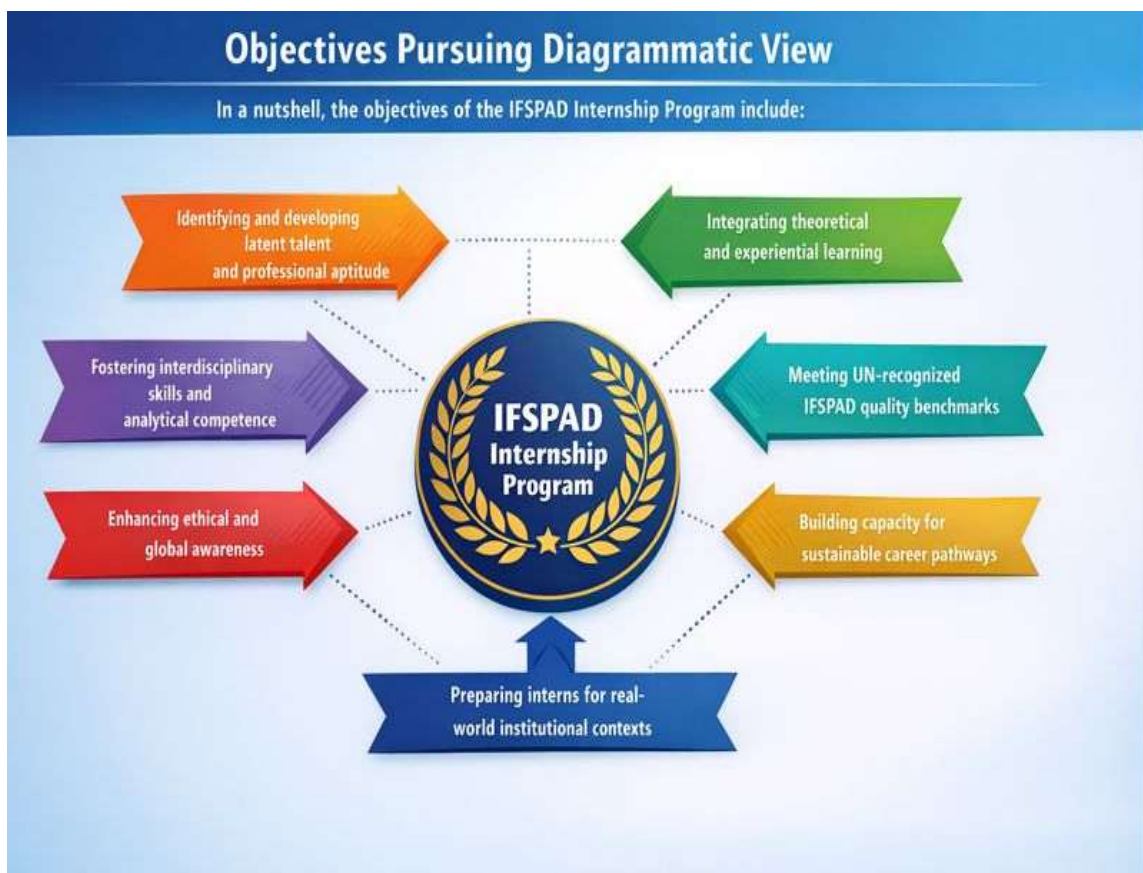 Objectives Pursuing Diagrammatic View
In a nutshell, the objectives of the IFSPAD Internship Program include:
Identifying and developing
latent talent
and professional aptitude
Integrating theoretical
and experiential learning
Fostering interdisciplinary
skills and
analytical competence
IFSPAD
Internship
Program
Meeting UN-recognized
IFSPAD quality benchmarks
Enhancing ethical and
global awareness
Building capacity for
sustainable career pathways
Preparing interns for real-
world institutional contexts